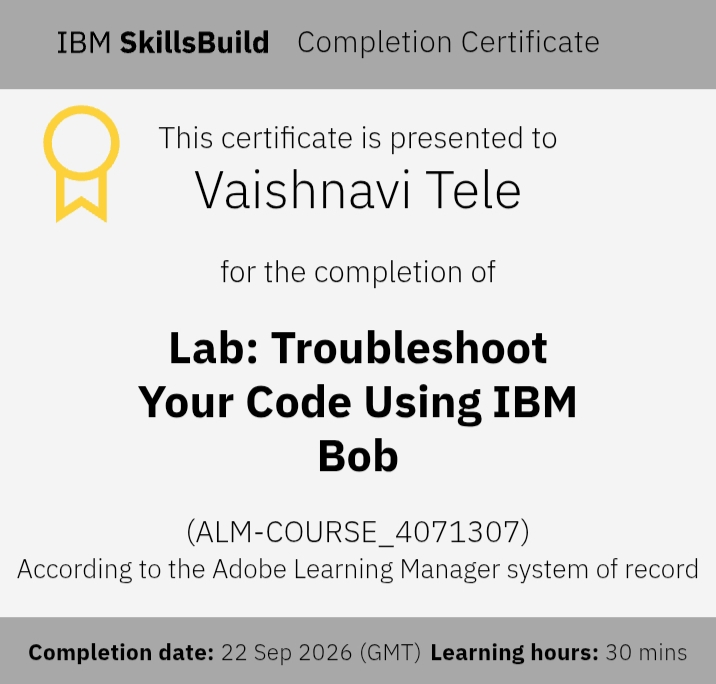 IBM SkillsBuild Completion Certificate
This certificate is presented to
Vaishnavi Tele
for the completion of
Lab: Troubleshoot
Your Code Using IBM
Bob
(ALM-COURSE_4071307)
According to the Adobe Learning Manager system of record
Completion date: 22 Sep 2026 (GMT) Learning hours: 30 mins